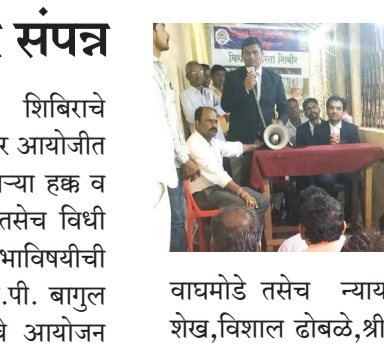 संपन्न
शिबिराचे
र आयोजीत
ऱ्या हक्क व
तसेच विधी
भाविषयीची
.पी. बागुल
चे आयोजन
वाघमोडे तसेच न्याय
शेख,विशाल ढोबळे,श्री